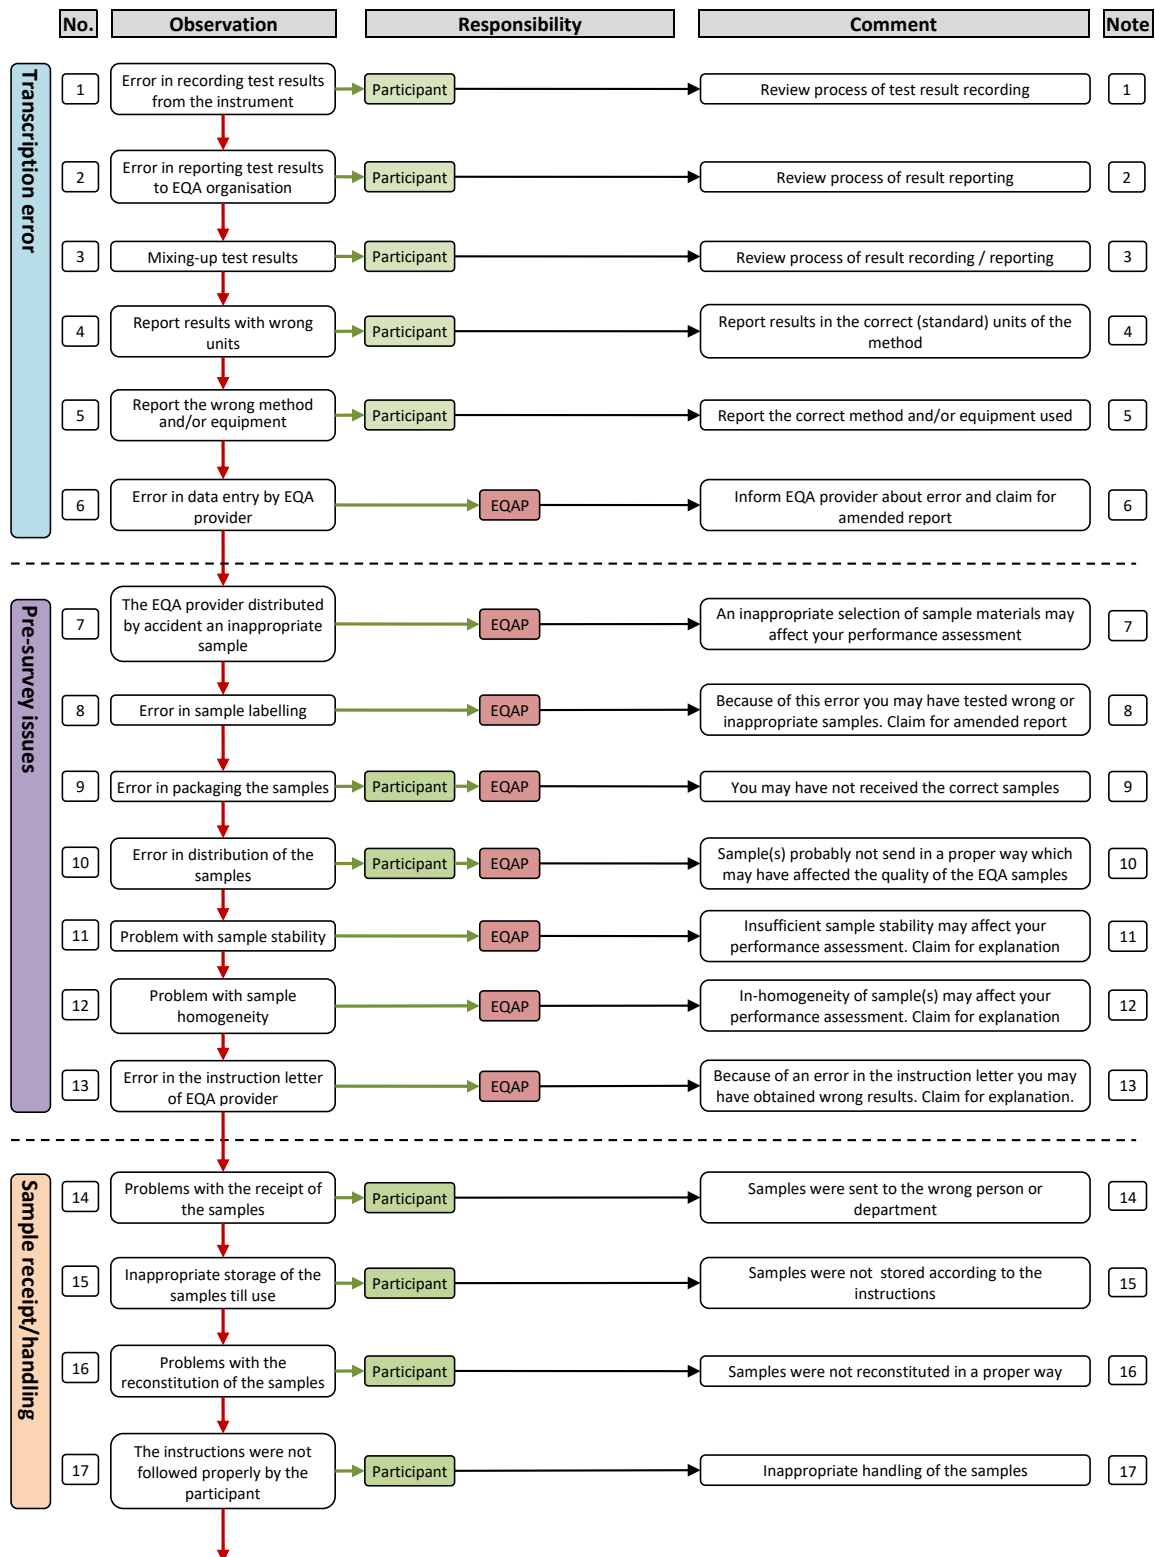 No. Observation Responsibility Comment Note
Transcription error
1 Error in recording test results Participant Review process of test result recording 1
from the instrument
2 Error in reporting test results Participant Review process of result reporting 2
to EQA organisation
3 Mixing-up test results Participant Review process of result recording / reporting 3
4 Report results with wrong Participant Report results in the correct (standard) units of the 4
units method
5 Report the wrong method Participant Report the correct method and/or equipment used 5
and/or equipment
6 Error in data entry by EQA EQAP Inform EQA provider about error and claim for 6
provider amended report
Pre-survey issues
7 The EQA provider distributed EQAP An inappropriate selection of sample materials may 7
by accident an inappropriate affect your performance assessment
sample
8 Error in sample labelling EQAP Because of this error you may have tested wrong or 8
inappropriate samples. Claim for amended report
9 Error in packaging the samples Participant EQAP You may have not received the correct samples 9
10 Error in distribution of the Participant EQAP Sample(s) probably not send in a proper way which 10
samples may have affected the quality of the EQA samples
11 Problem with sample stability EQAP Insufficient sample stability may affect your 11
performance assessment. Claim for explanation
12 Problem with sample EQAP In-homogeneity of sample(s) may affect your 12
homogeneity performance assessment. Claim for explanation
13 Error in the instruction letter EQAP Because of an error in the instruction letter you may 13
of EQA provider have obtained wrong results. Claim for explanation.
Sample receipt/handling
14 Problems with the receipt of Participant Samples were sent to the wrong person or 14
the samples department
15 Inappropriate storage of the Participant Samples were not stored according to the 15
samples till use instructions
16 Problems with the Participant Samples were not reconstituted in a proper way 16
reconstitution of the samples
17 The instructions were not Participant Inappropriate handling of the samples 17
followed properly by the
participant